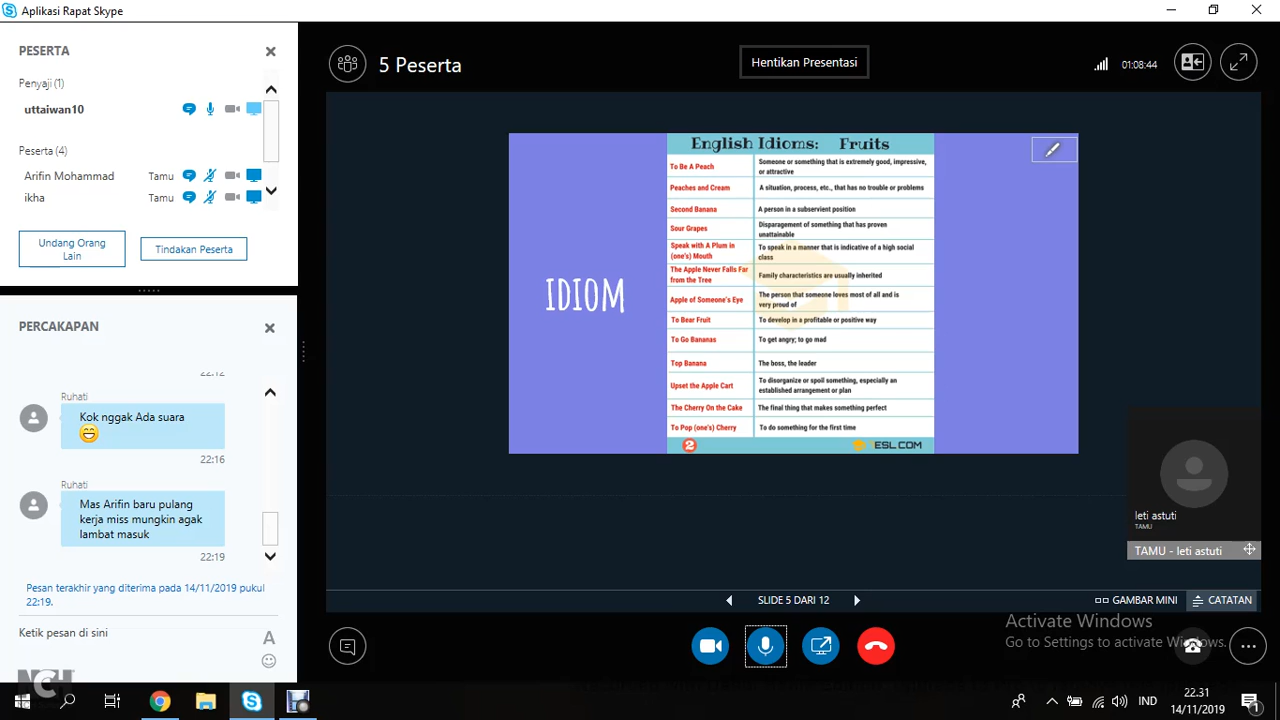 Aplikasi Rapat Skype
PESERTA
Penyaji (1)
uttaiwan10
Peserta (4)
Arifin Mohammad Tamu
ikha Tamu
Undang Orang
Lain
Tindakan Peserta
PERCAKAPAN
22:12
Ruhati
Kok nggak Ada suara
22:16
Ruhati
Mas Arifin baru pulang
kerja miss mungkin agak
lambat masuk
22:19
Pesan terakhir yang diterima pada 14/11/2019 pukul
22:19.
Ketik pesan di sini
A
NCH
5 Peserta
Hentikan Presentasi
01:08:44
IDIOM
English Idioms: Fruits
To Be A Peach
Someone or something that is extremely good, impressive,
or attractive
Peaches and Cream
A situation, process, etc., that has no trouble or problems
Second Banana
A person in a subservient position
Sour Grapes
Disparagement of something that has proven
unattainable
Speak with A Plum in
(one's) Mouth
To speak in a manner that is indicative of a high social
class
The Apple Never Falls Far
from the Tree
Family characteristics are usually inherited
Apple of Someone's Eye
The person that someone loves most of all and is
very proud of
To Bear Fruit
To develop in a profitable or positive way
To Go Bananas
To get angry; to go mad
Top Banana
The boss, the leader
Upset the Apple Cart
To disorganize or spoil something, especially an
established arrangement or plan
The Cherry On the Cake
The final thing that makes something perfect
To Pop (one's) Cherry
To do something for the first time
2
7ESL.COM
leti astuti
TAMU
TAMU - leti astuti
SLIDE 5 DARI 12
GAMBAR MINI
CATATAN
Activate Windows
Go to Settings to activate Windows.
IND
22.31
14/11/2019
1